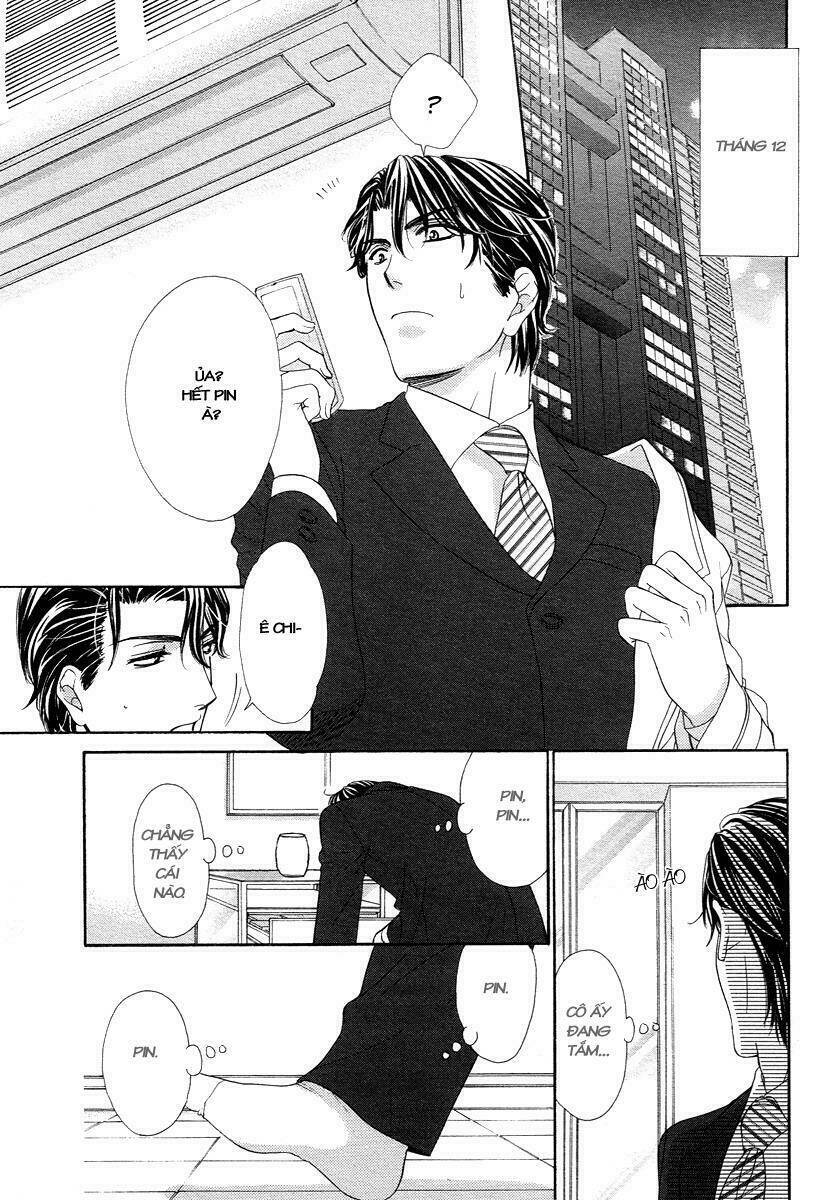 THÁNG 12
?
ỦA?
HẾT PIN
À?
Ê CHI-
ÀO ÀO
CÔ ẤY
ĐANG
TẮM...
PIN,
PIN...
CHẲNG
THẤY
CÁI
NÀO.
PIN.
PIN.